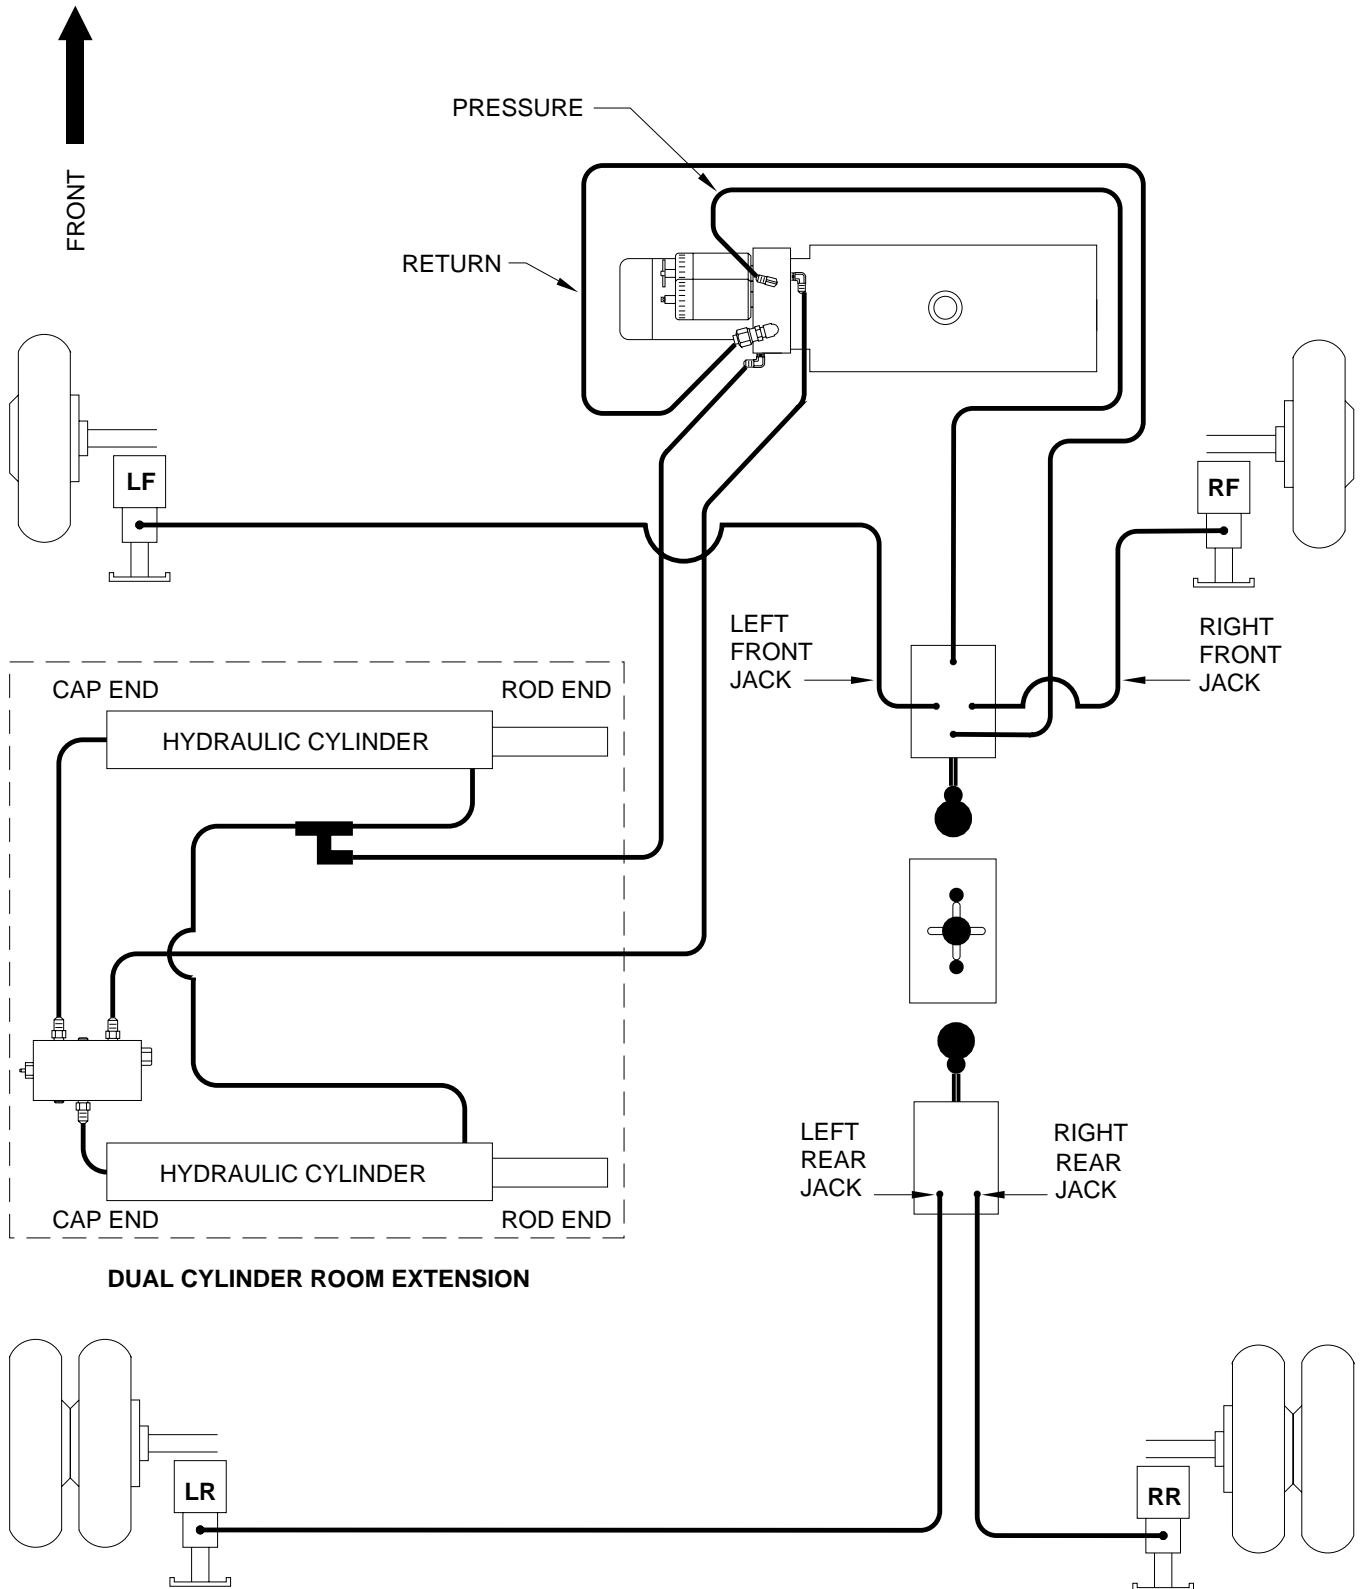 PRESSURE
FRONT
RETURN
LF
RF
LEFT
FRONT
JACK
RIGHT
FRONT
JACK
CAP END
ROD END
HYDRAULIC CYLINDER
LEFT
REAR
JACK
RIGHT
REAR
JACK
HYDRAULIC CYLINDER
CAP END
ROD END
DUAL CYLINDER ROOM EXTENSION
LR
RR